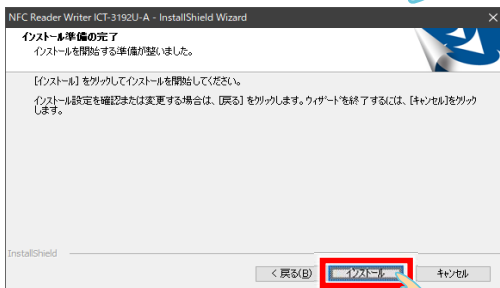 NFC Reader Writer ICT-3192U-A - InstallShield Wizard
インストール準備の完了
インストールを開始する準備が整いました。
[インストール] をクリックしてインストールを開始してください。
インストール設定を確認または変更する場合は、[戻る] をクリックします。ウィザードを終了するには、[キャンセル]をクリック
します。
InstallShield
< 戻る(B)
インストール
キャンセル